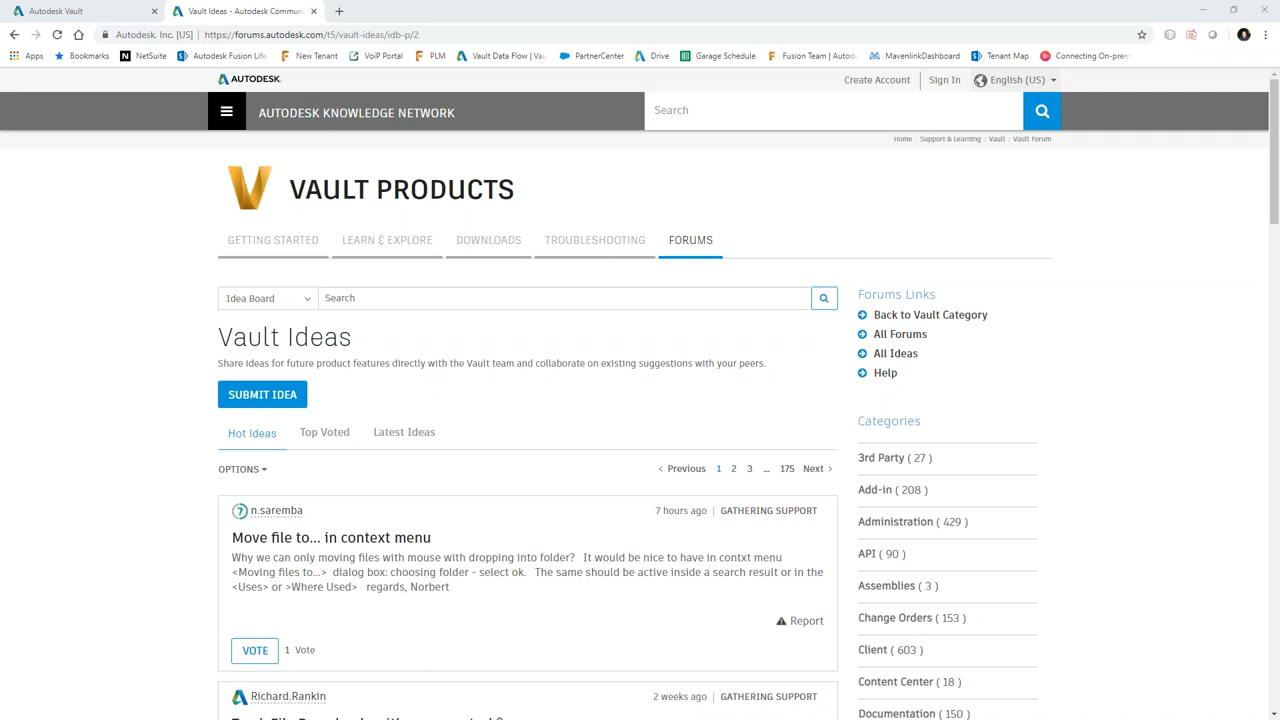 Autodesk Vault
Vault Ideas - Autodesk Commun
Autodesk, Inc. [US] | https://forums.autodesk.com/t5/vault-ideas/idb-p/2
Apps Bookmarks NetSuite Autodesk Fusion Life New Tenant VoiP Portal PLM Vault Data Flow | Vau PartnerCenter Drive Garage Schedule Fusion Team | Autod MavenlinkDashboard Tenant Map Connecting On-prem
AUTODESK.
Create Account Sign In English (US)
AUTODESK KNOWLEDGE NETWORK
Search
Home : Support & Learning : Vault : Vault Forum
VAULT PRODUCTS
GETTING STARTED LEARN & EXPLORE DOWNLOADS TROUBLESHOOTING FORUMS
Idea Board Search
Vault Ideas
Share ideas for future product features directly with the Vault team and collaborate on existing suggestions with your peers.
SUBMIT IDEA
Hot Ideas Top Voted Latest Ideas
OPTIONS
‹ Previous 1 2 3 ... 175 Next ›
n.saremba
7 hours ago | GATHERING SUPPORT
Move file to... in context menu
Why we can only moving files with mouse with dropping into folder? It would be nice to have in contxt menu
<Moving files to...> dialog box: choosing folder - select ok. The same should be active inside a search result or in the
<Uses> or >Where Used> regards, Norbert
Report
VOTE 1 Vote
Richard.Rankin
2 weeks ago | GATHERING SUPPORT
Forums Links
Back to Vault Category
All Forums
All Ideas
Help
Categories
3rd Party ( 27 )
Add-in ( 208 )
Administration ( 429 )
API ( 90 )
Assemblies ( 3 )
Change Orders ( 153 )
Client ( 603 )
Content Center ( 18 )
Documentation ( 150 )